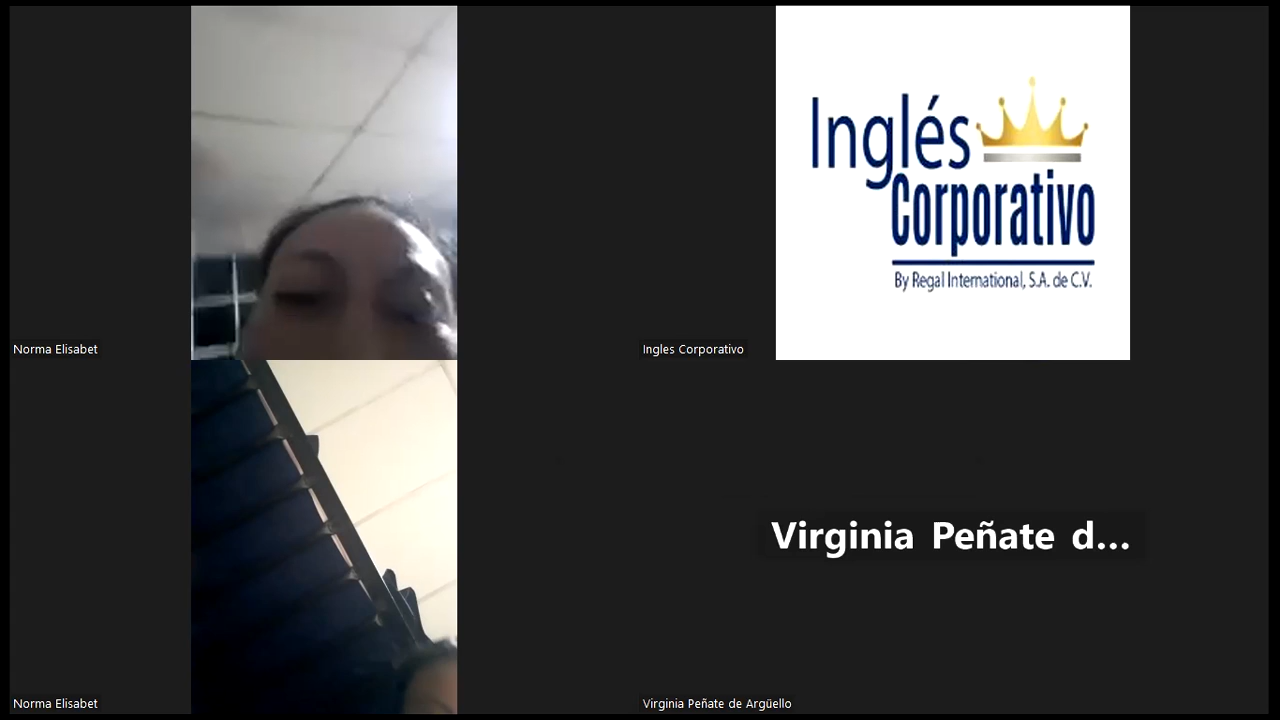 Inglés
Corporativo
By Regal International, S.A. de C.V.
Norma Elisabet
Ingles Corporativo
Virginia Peñate d...
Norma Elisabet
Virginia Peñate de Argüello